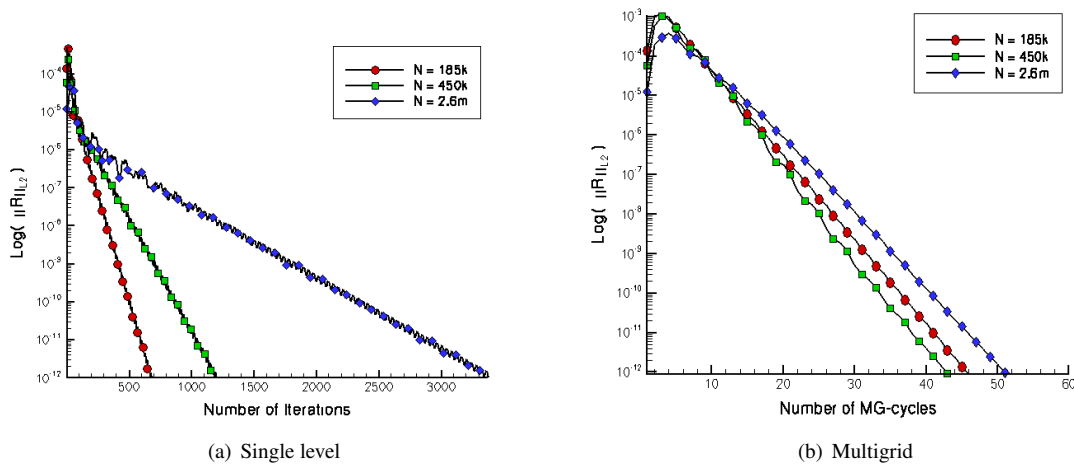 10⁻⁴
10⁻⁵
10⁻⁶
10⁻⁷
10⁻⁸
10⁻⁹
10⁻¹⁰
10⁻¹¹
10⁻¹²
Log( ||R||L2 )
N = 185k
N = 450k
N = 2.6m
500 1000 1500 2000 2500 3000
Number of Iterations
(a) Single level
10⁻³
10⁻⁴
10⁻⁵
10⁻⁶
10⁻⁷
10⁻⁸
10⁻⁹
10⁻¹⁰
10⁻¹¹
10⁻¹²
Log( ||R||L2 )
N = 185k
N = 450k
N = 2.6m
10 20 30 40 50 60
Number of MG-cycles
(b) Multigrid